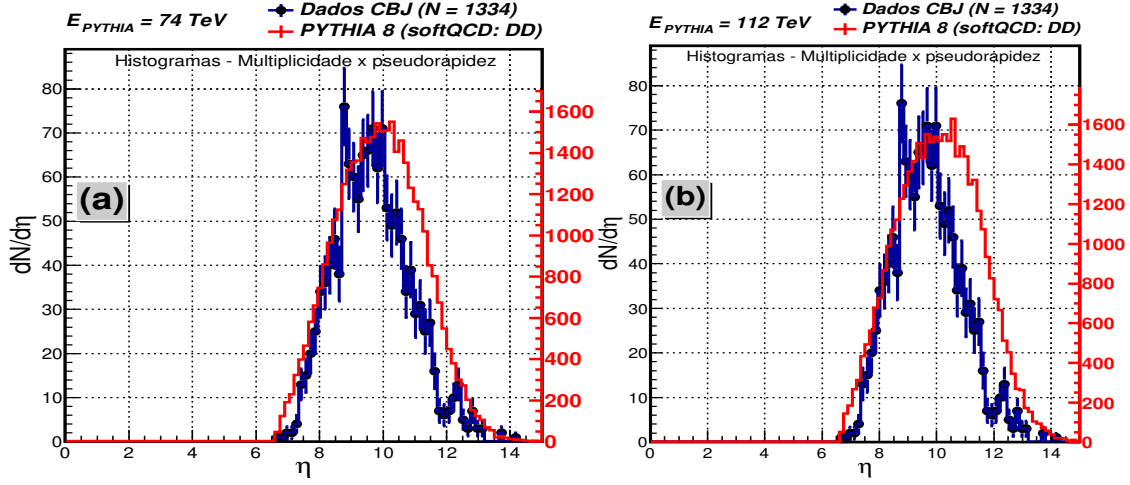 E_PYTHIA = 74 TeV
Dados CBJ (N = 1334)
PYTHIA 8 (softQCD: DD)
Histogramas - Multiplicidade x pseudorapidez
(a)
dN/dη
80
70
60
50
40
30
20
10
0
1600
1400
1200
1000
800
600
400
200
0
0 2 4 6 8 10 12 14
η
E_PYTHIA = 112 TeV
Dados CBJ (N = 1334)
PYTHIA 8 (softQCD: DD)
Histogramas - Multiplicidade x pseudorapidez
(b)
dN/dη
80
70
60
50
40
30
20
10
0
1600
1400
1200
1000
800
600
400
200
0
0 2 4 6 8 10 12 14
η